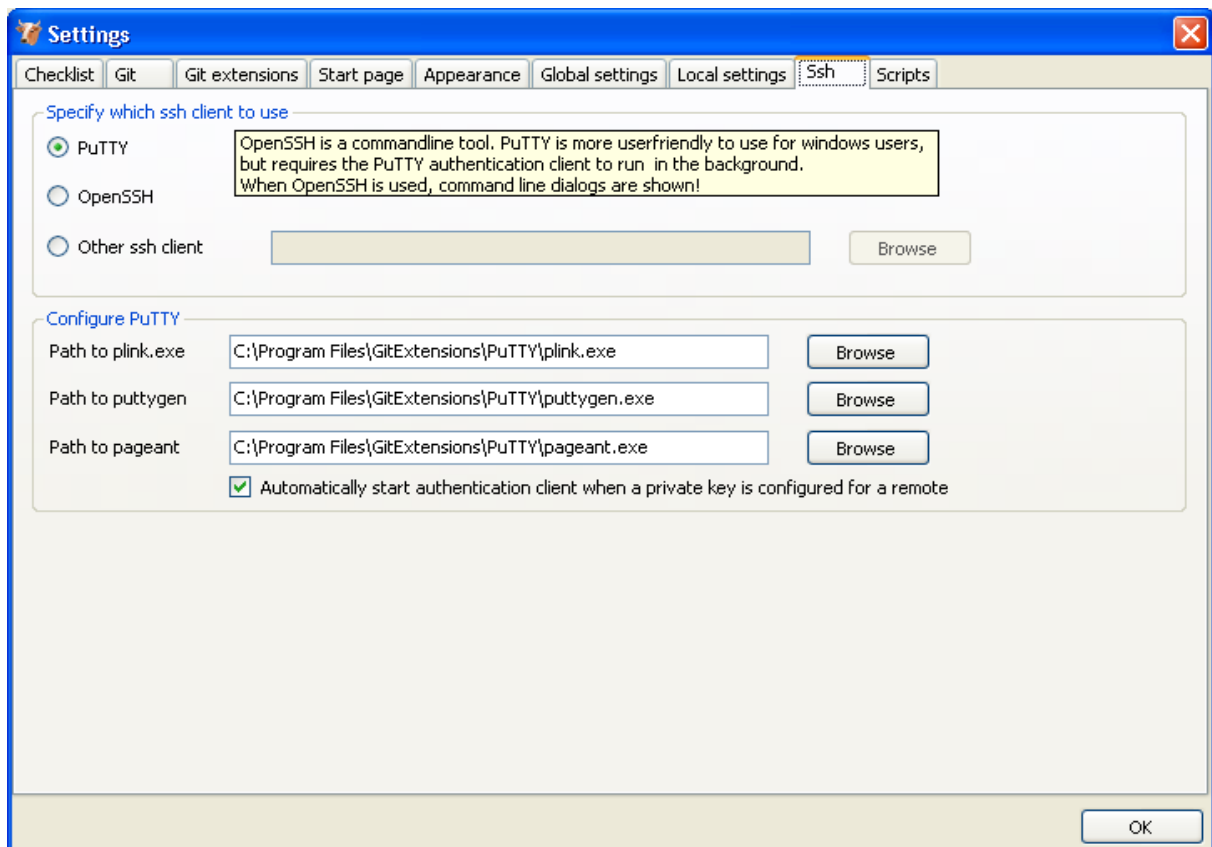 Settings
Checklist Git Git extensions Start page Appearance Global settings Local settings Ssh Scripts
Specify which ssh client to use
PuTTY
OpenSSH is a commandline tool. PuTTY is more userfriendly to use for windows users,
but requires the PuTTY authentication client to run  in the background.
When OpenSSH is used, command line dialogs are shown!
OpenSSH
Other ssh client Browse
Configure PuTTY
Path to plink.exe C:\Program Files\GitExtensions\PuTTY\plink.exe Browse
Path to puttygen C:\Program Files\GitExtensions\PuTTY\puttygen.exe Browse
Path to pageant C:\Program Files\GitExtensions\PuTTY\pageant.exe Browse
Automatically start authentication client when a private key is configured for a remote
OK